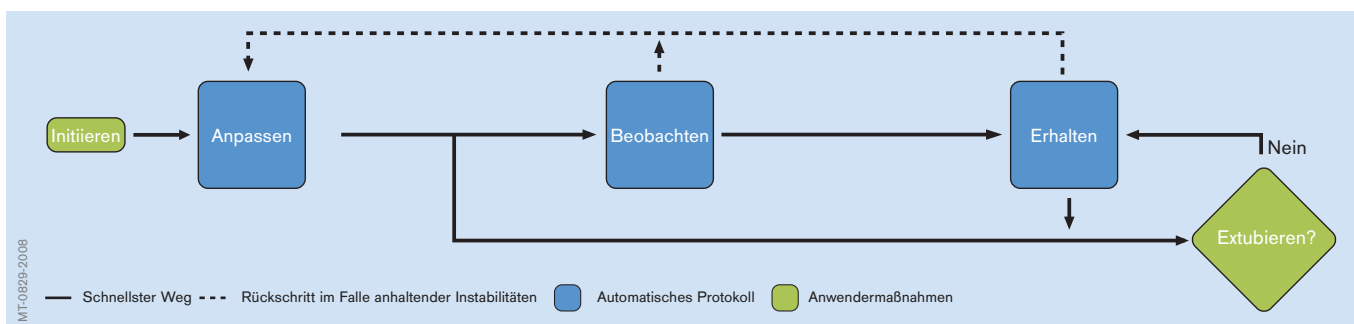 Initiieren
Anpassen
Beobachten
Erhalten
Nein
Extubieren?
MT-0829-2008
Schnellster Weg
Rückschritt im Falle anhaltender Instabilitäten
Automatisches Protokoll
Anwendermaßnahmen